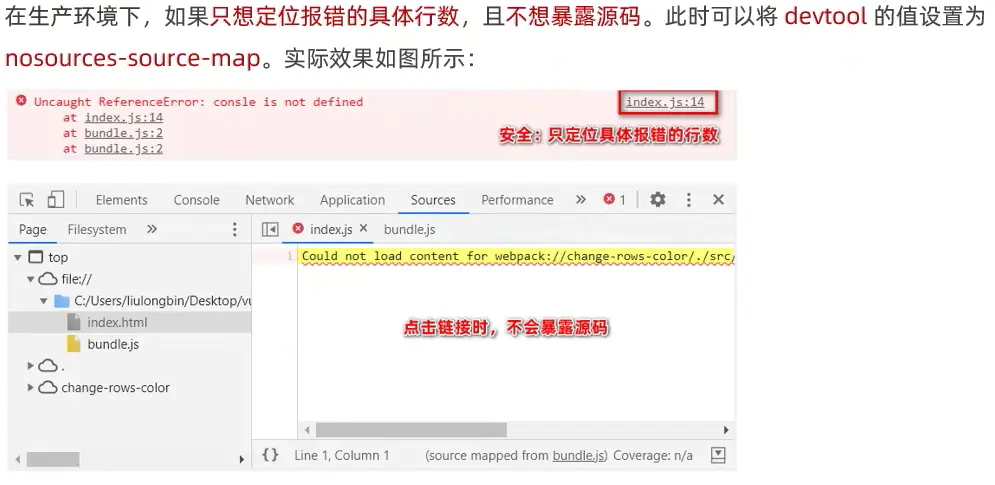 在生产环境下，如果只想定位报错的具体行数，且不想暴露源码。此时可以将 devtool 的值设置为
nosources-source-map。实际效果如图所示：
Uncaught ReferenceError: consle is not defined
index.js:14
at index.js:14
at bundle.js:2
at bundle.js:2
安全：只定位具体报错的行数
Elements Console Network Application Sources Performance » 1
Page Filesystem »
index.js × bundle.js
top
1 Could not load content for webpack://change-rows-color/./src/
file://
C:/Users/liulongbin/Desktop/vu
index.html
点击链接时，不会暴露源码
bundle.js
.
change-rows-color
{} Line 1, Column 1 (source mapped from bundle.js) Coverage: n/a